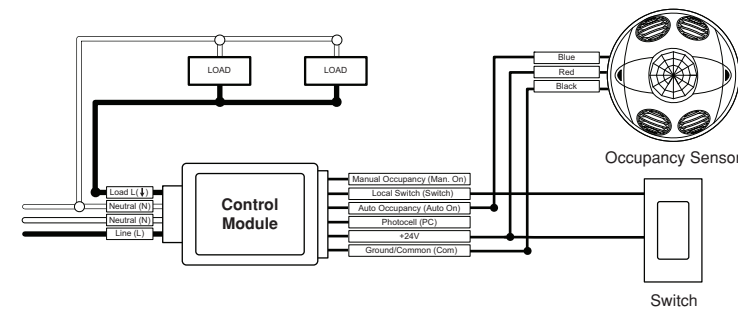 LOAD
LOAD
Blue
Red
Black
Occupancy Sensor
Load L(↓)
Neutral (N)
Neutral (N)
Line (L)
Control
Module
Manual Occupancy (Man. On)
Local Switch (Switch)
Auto Occupancy (Auto On)
Photocell (PC)
+24V
Ground/Common (Com)
Switch